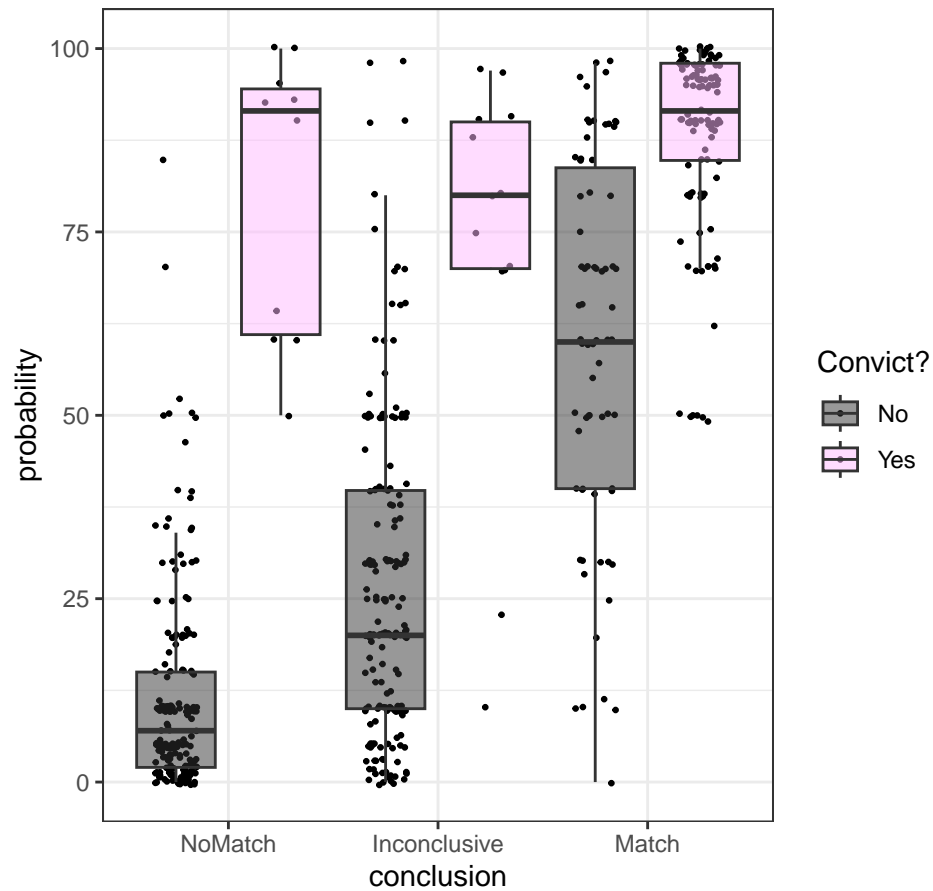 100
75
50
25
0
probability
NoMatch
Inconclusive
Match
conclusion
Convict?
No
Yes